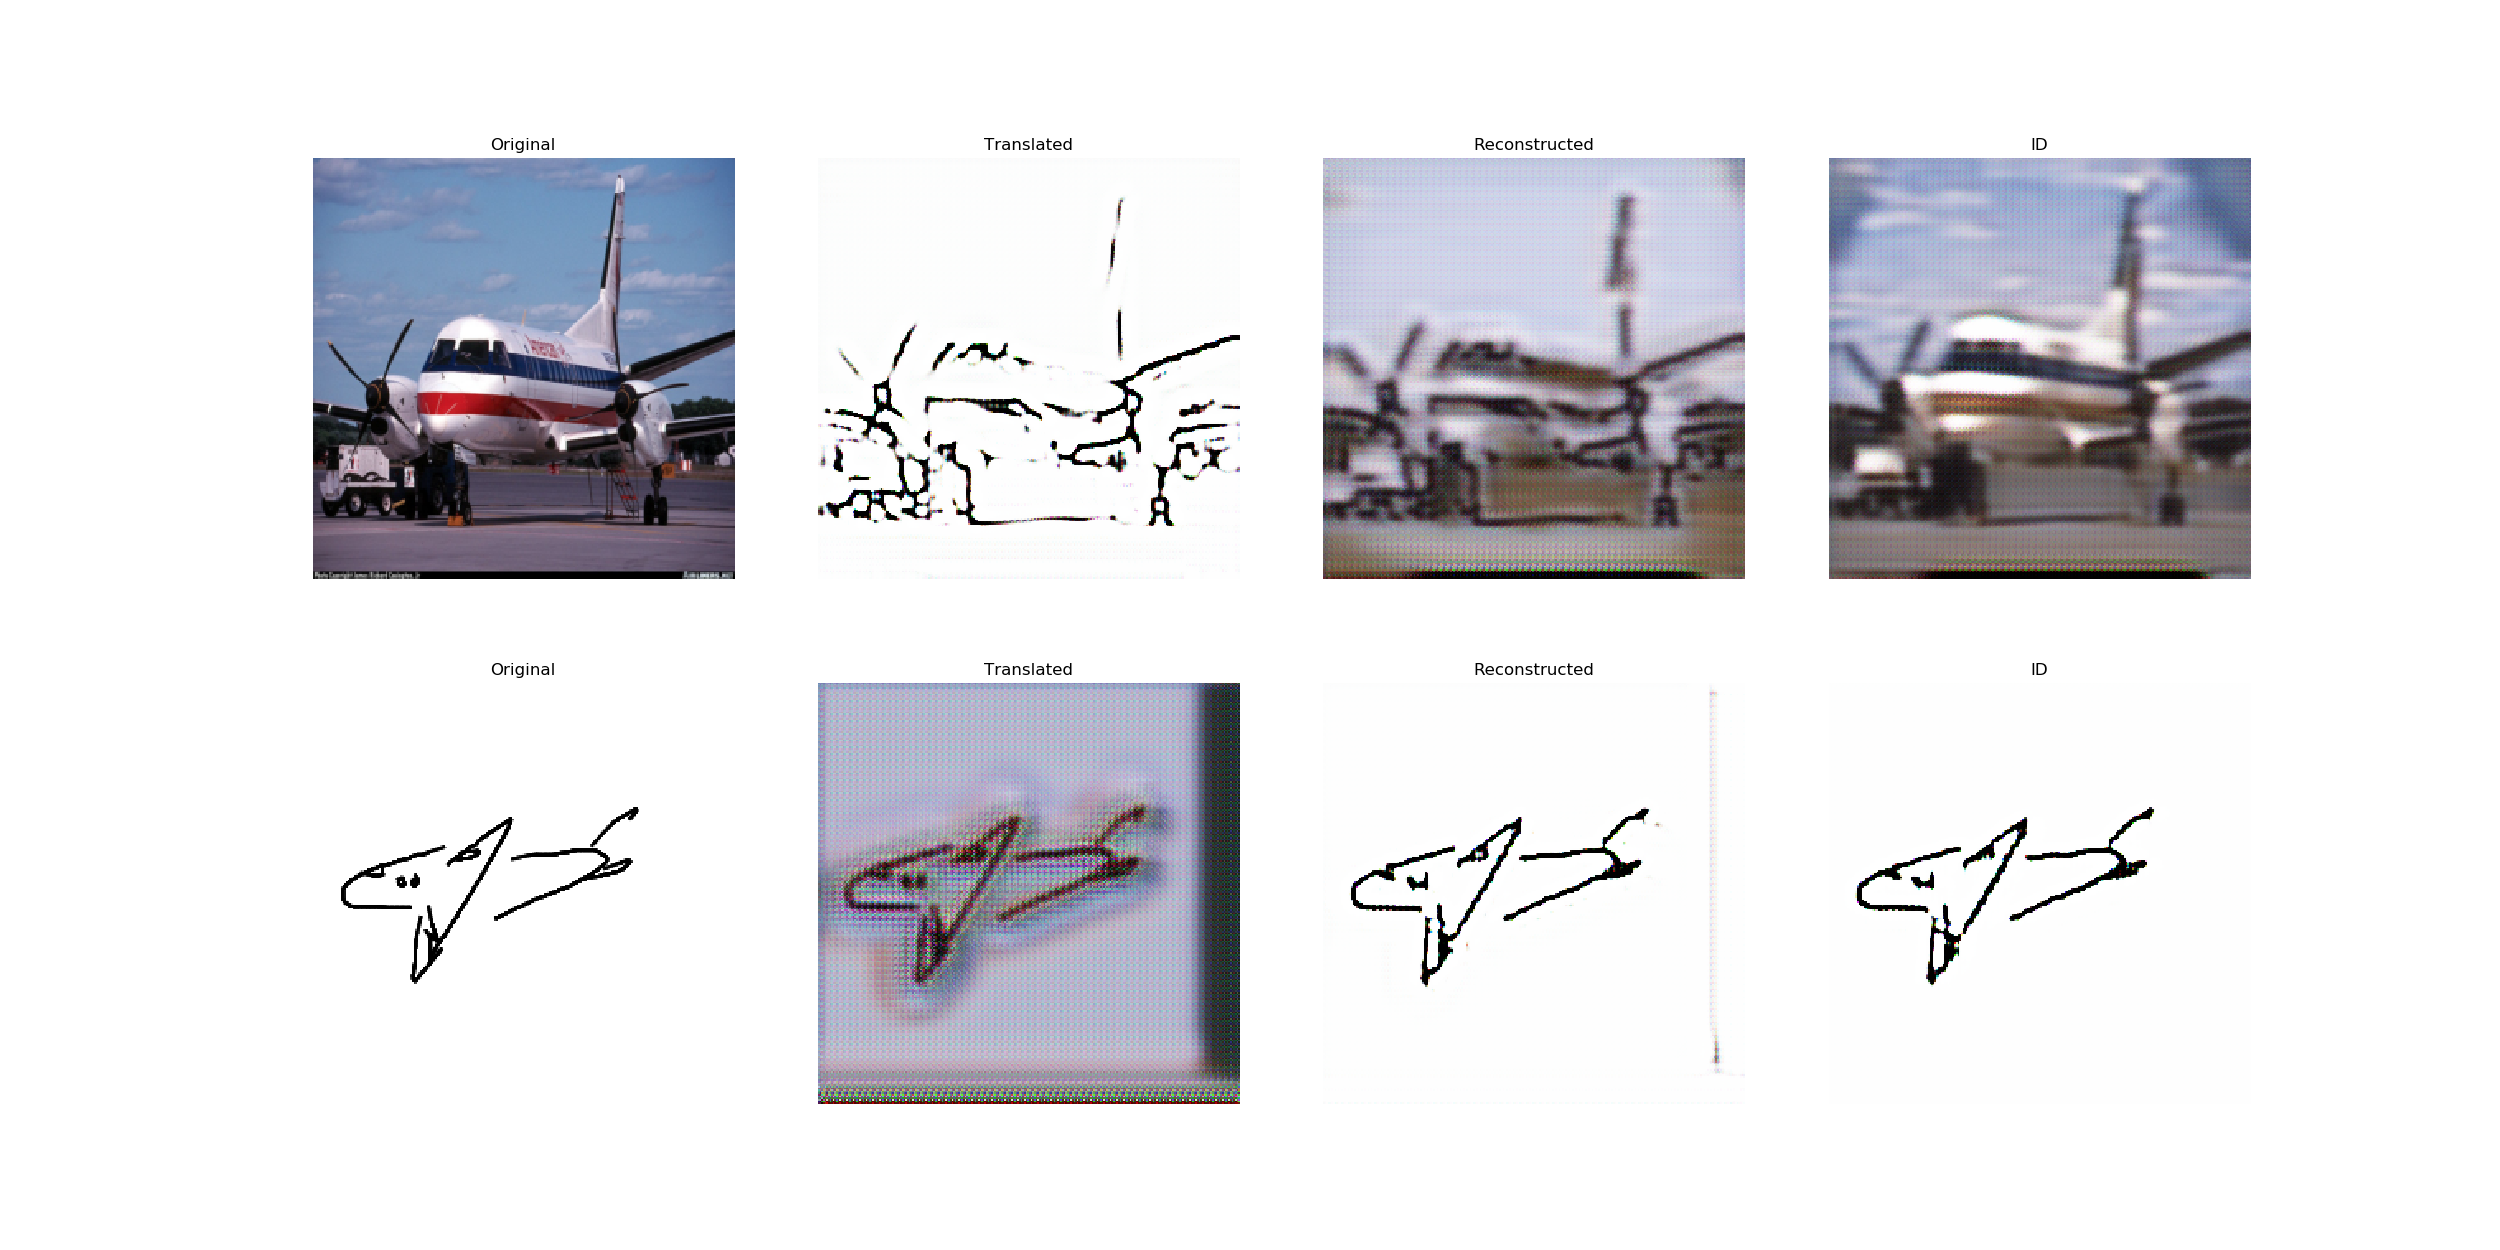 Original
Translated
Reconstructed
ID
Original
Translated
Reconstructed
ID